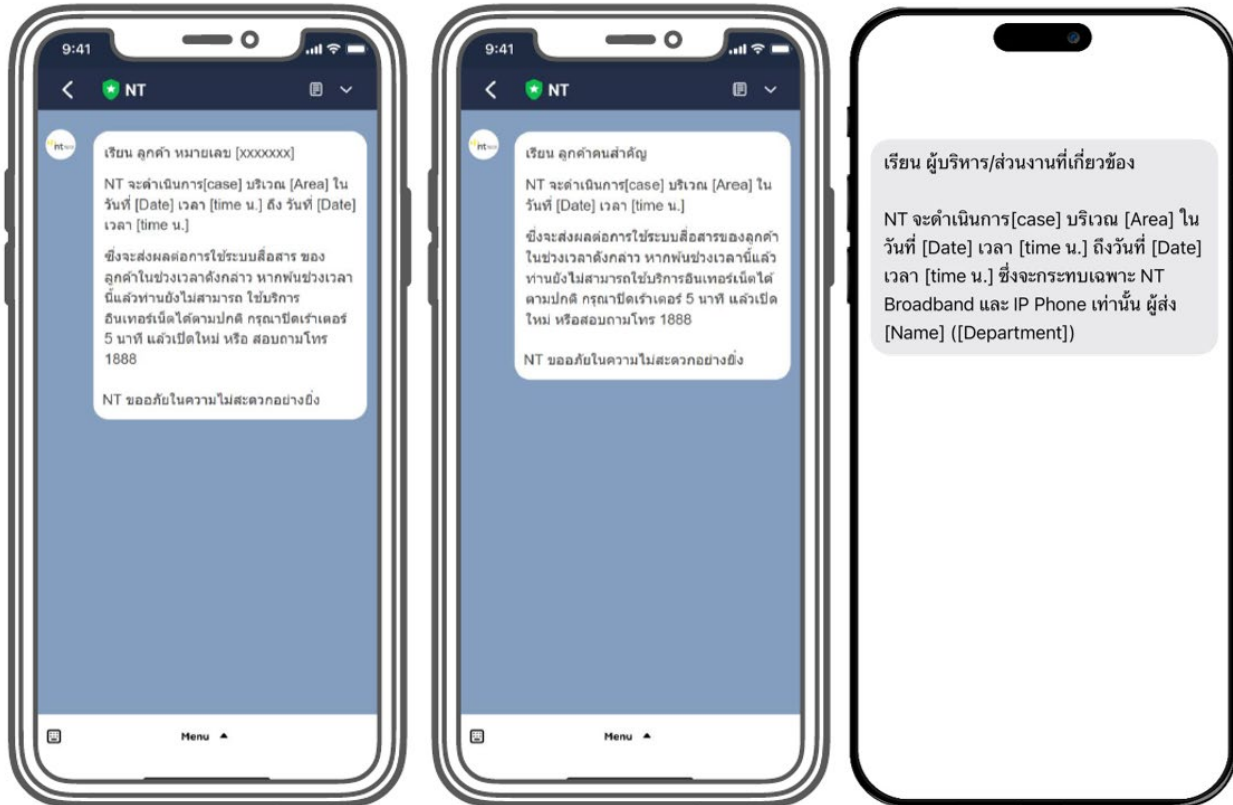 9:41
NT
nt
เรียน ลูกค้า หมายเลข [xxxxxxx]
NT จะดำเนินการ[case] บริเวณ [Area] ใน
วันที่ [Date] เวลา [time น.] ถึง วันที่ [Date]
เวลา [time น.]
ซึ่งจะส่งผลต่อการใช้ระบบสื่อสาร ของ
ลูกค้าในช่วงเวลาดังกล่าว หากพ้นช่วงเวลา
นี้แล้วท่านยังไม่สามารถ ใช้บริการ
อินเทอร์เน็ตได้ตามปกติ กรุณาปิดเร้าเตอร์
5 นาที แล้วเปิดใหม่ หรือ สอบถามโทร
1888
NT ขออภัยในความไม่สะดวกอย่างยิ่ง
Menu
9:41
NT
nt
เรียน ลูกค้าคนสำคัญ
NT จะดำเนินการ[case] บริเวณ [Area] ใน
วันที่ [Date] เวลา [time น.]
ซึ่งจะส่งผลต่อการใช้ระบบสื่อสารของลูกค้า
ในช่วงเวลาดังกล่าว หากพ้นช่วงเวลานี้แล้ว
ท่านยังไม่สามารถใช้บริการอินเทอร์เน็ตได้
ตามปกติ กรุณาปิดเร้าเตอร์ 5 นาที แล้วเปิด
ใหม่ หรือสอบถามโทร 1888
NT ขออภัยในความไม่สะดวกอย่างยิ่ง
Menu
เรียน ผู้บริหาร/ส่วนงานที่เกี่ยวข้อง
NT จะดำเนินการ[case] บริเวณ [Area] ใน
วันที่ [Date] เวลา [time น.] ถึงวันที่ [Date]
เวลา [time น.] ซึ่งจะกระทบเฉพาะ NT
Broadband และ IP Phone เท่านั้น ผู้ส่ง
[Name] ([Department])